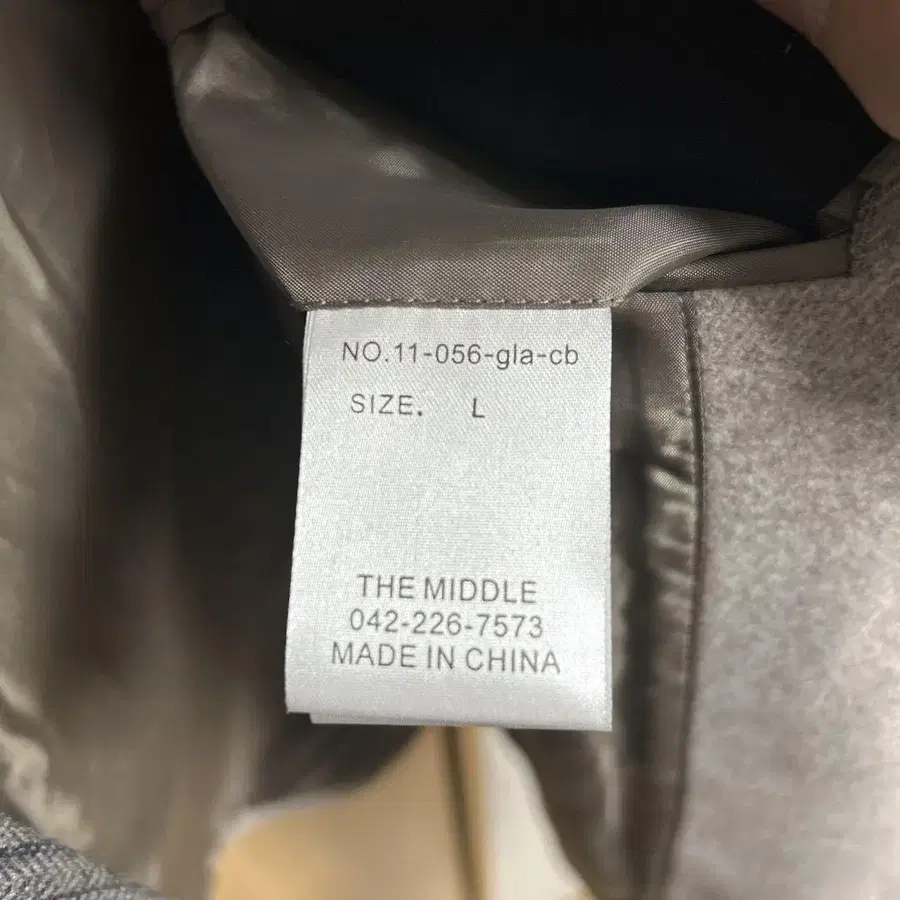 NO.11-056-gla-cb
SIZE. L
THE MIDDLE
042-226-7573
MADE IN CHINA